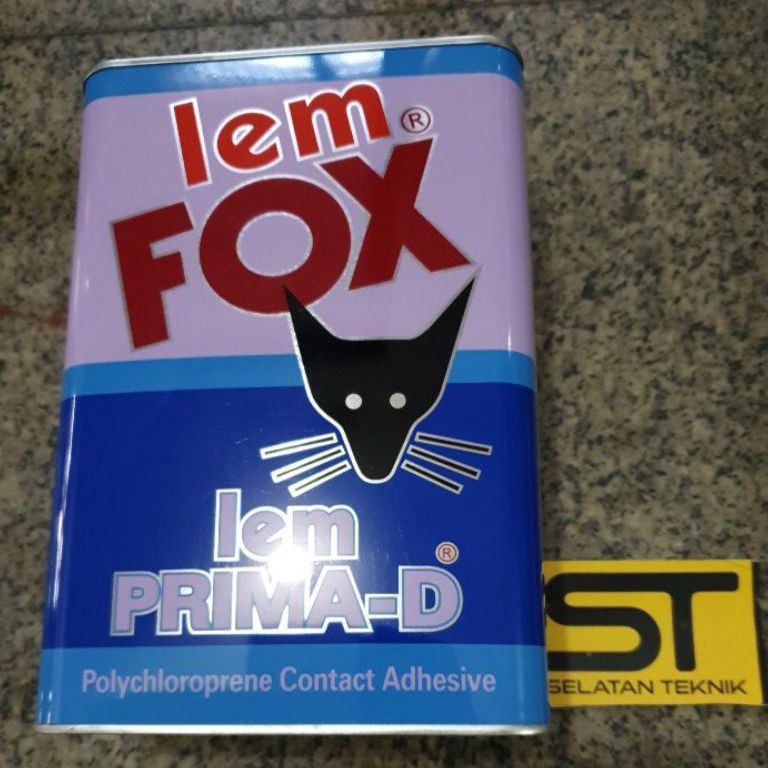 lem ®
FOX
lem
PRIMA-D ®
Polychloroprene Contact Adhesive
ST
SELATAN TEKNIK